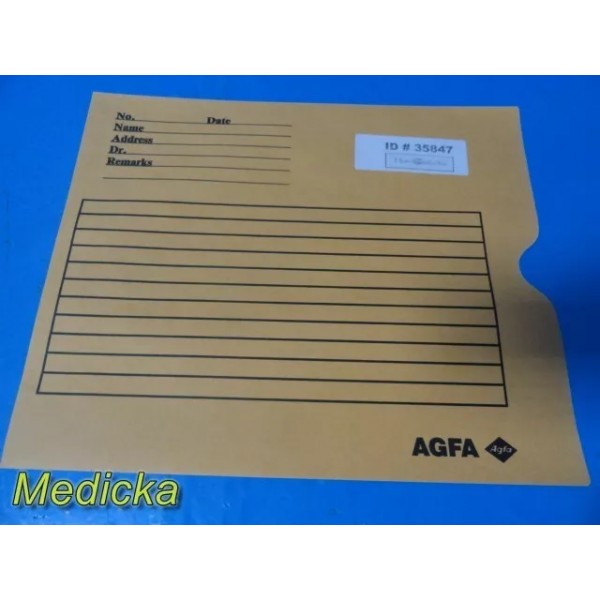 No. Date
Name
Address
Dr.
Remarks
ID # 35847
AGFA Agfa
Medicka